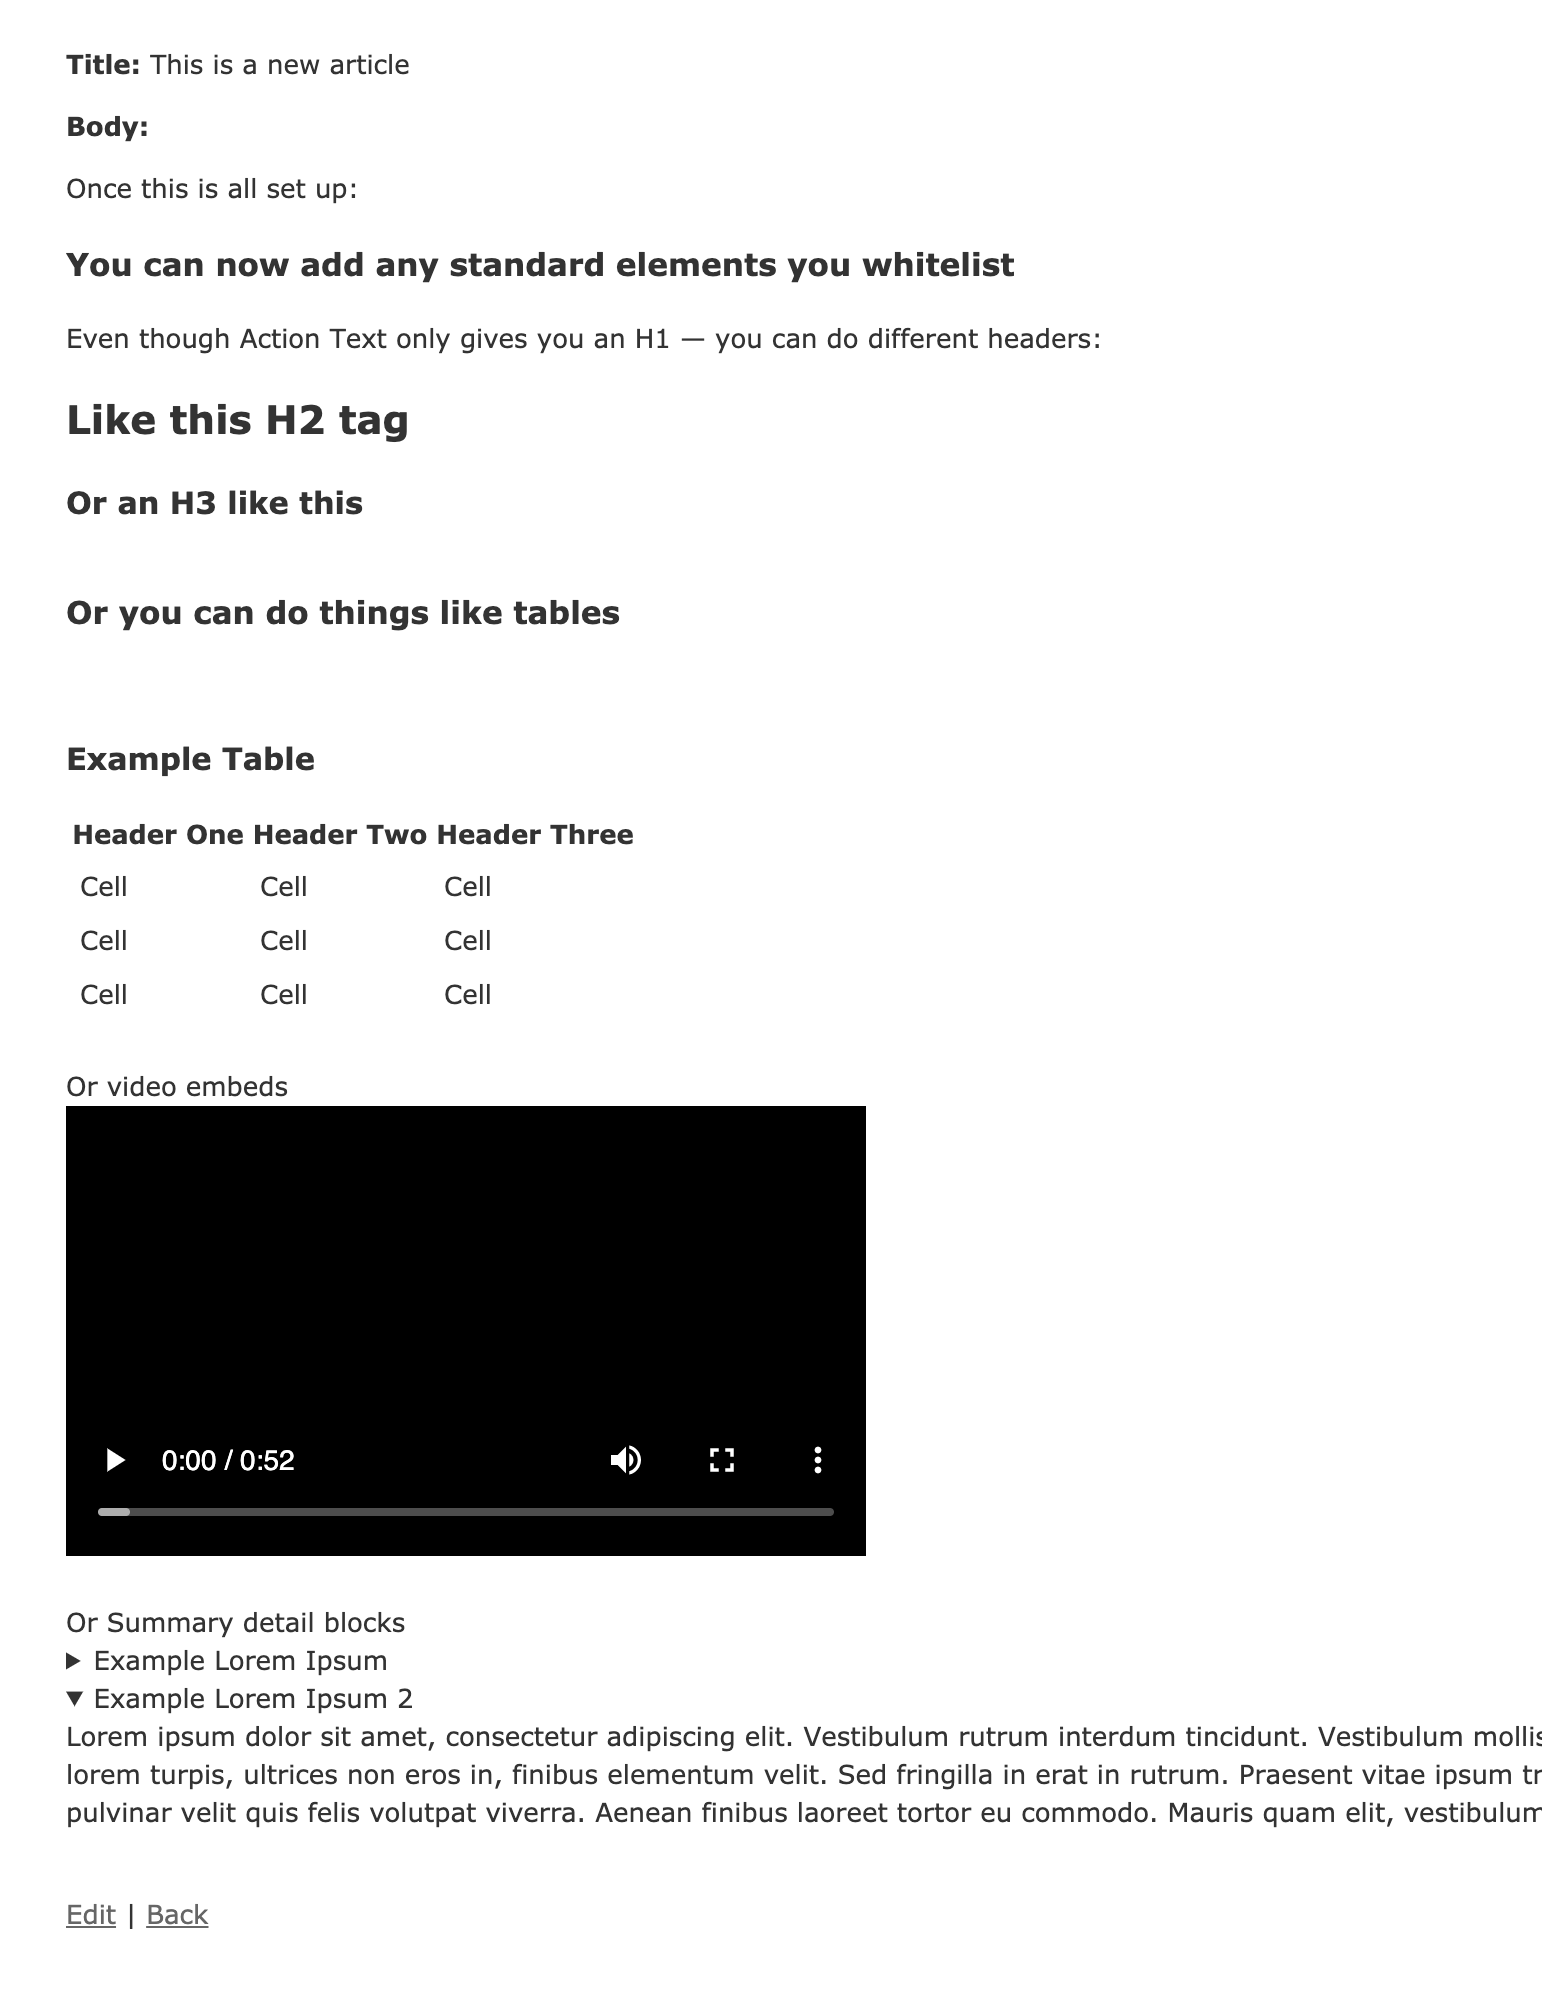 Title: This is a new article
Body:
Once this is all set up:
You can now add any standard elements you whitelist
Even though Action Text only gives you an H1 — you can do different headers:
Like this H2 tag
Or an H3 like this
Or you can do things like tables
Example Table
Header One Header Two Header Three
Cell Cell Cell
Cell Cell Cell
Cell Cell Cell
Or video embeds
0:00 / 0:52
Or Summary detail blocks
Example Lorem Ipsum
Example Lorem Ipsum 2
Lorem ipsum dolor sit amet, consectetur adipiscing elit. Vestibulum rutrum interdum tincidunt. Vestibulum mollis
lorem turpis, ultrices non eros in, finibus elementum velit. Sed fringilla in erat in rutrum. Praesent vitae ipsum
pulvinar velit quis felis volutpat viverra. Aenean finibus laoreet tortor eu commodo. Mauris quam elit, vestibulum
Edit | Back